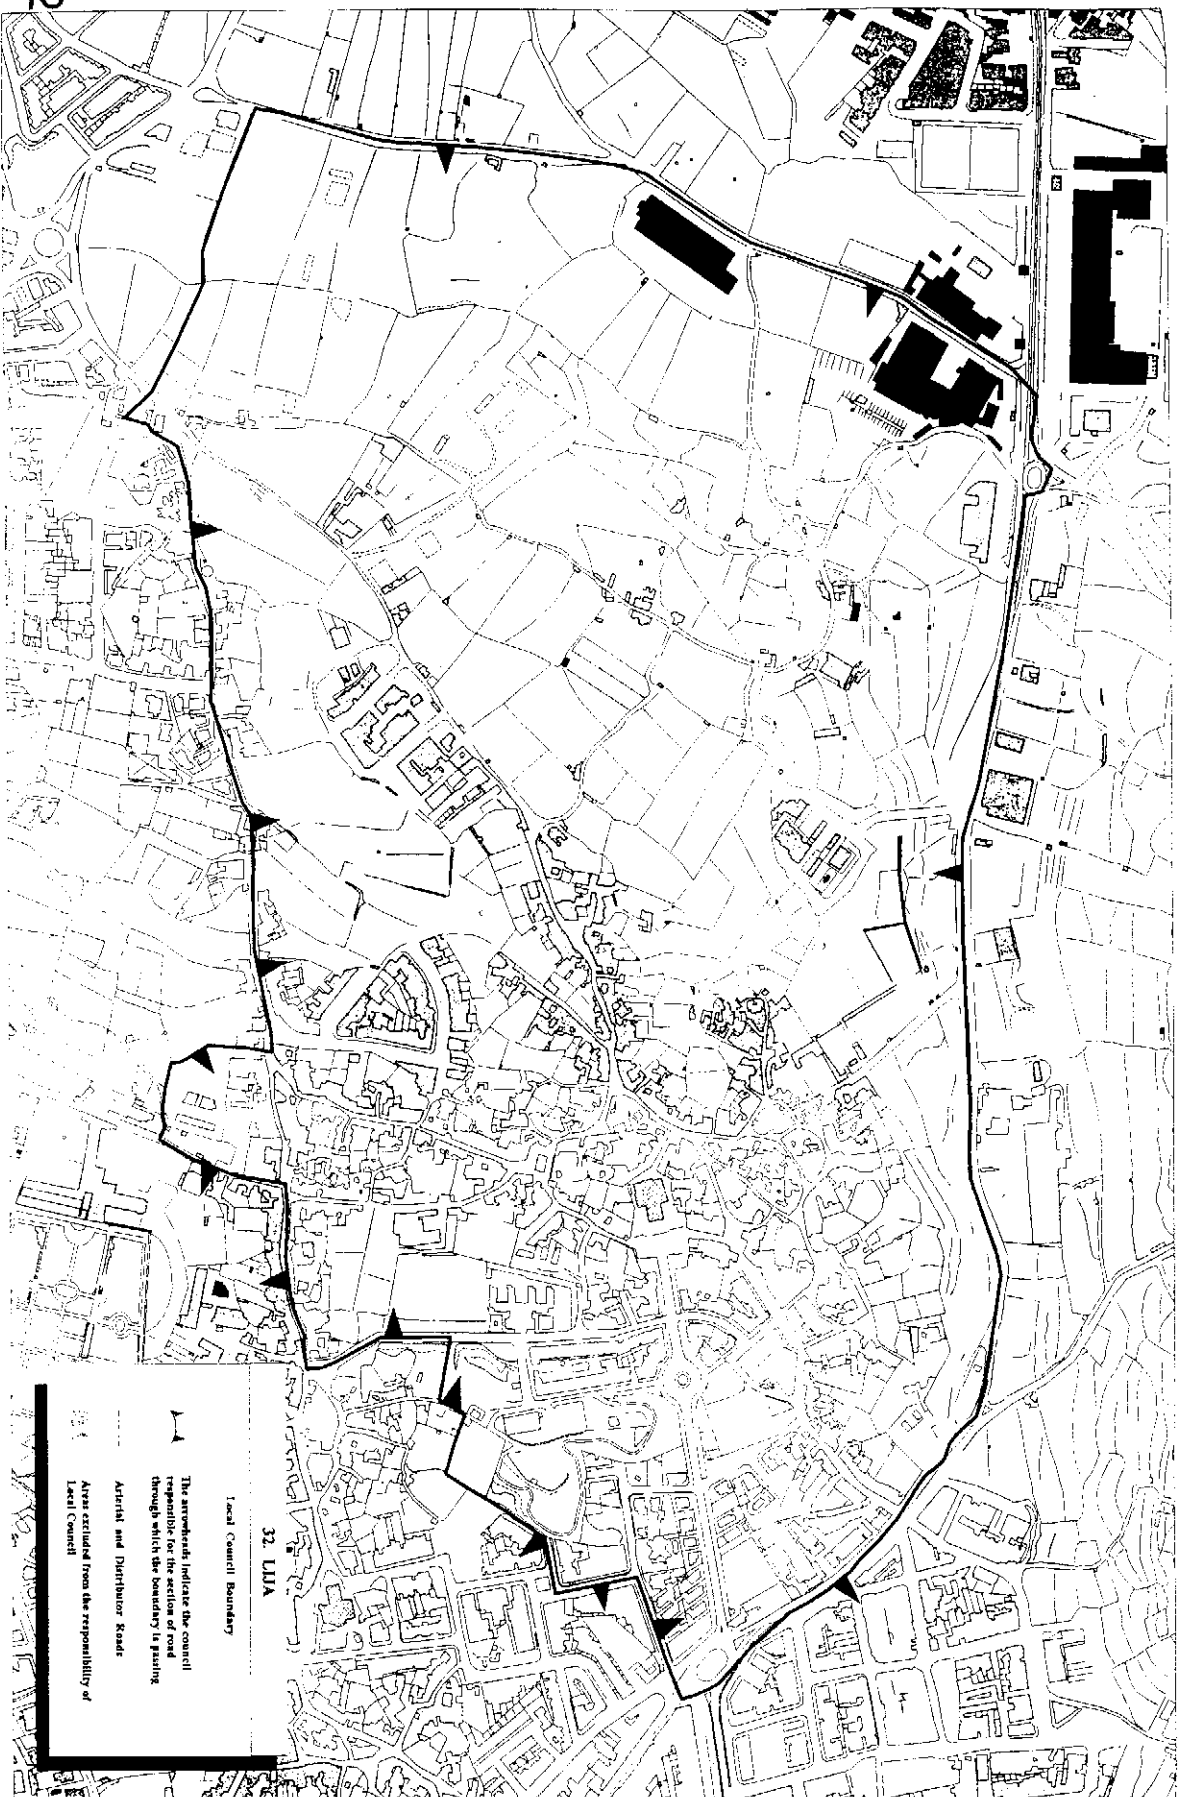 32. LIJA
Local Council Boundary
The arrowheads indicate the council
responsible for the section of road
through which the boundary is passing
Arterial and Distributor Roads
Areas excluded from the responsibility of
Local Council